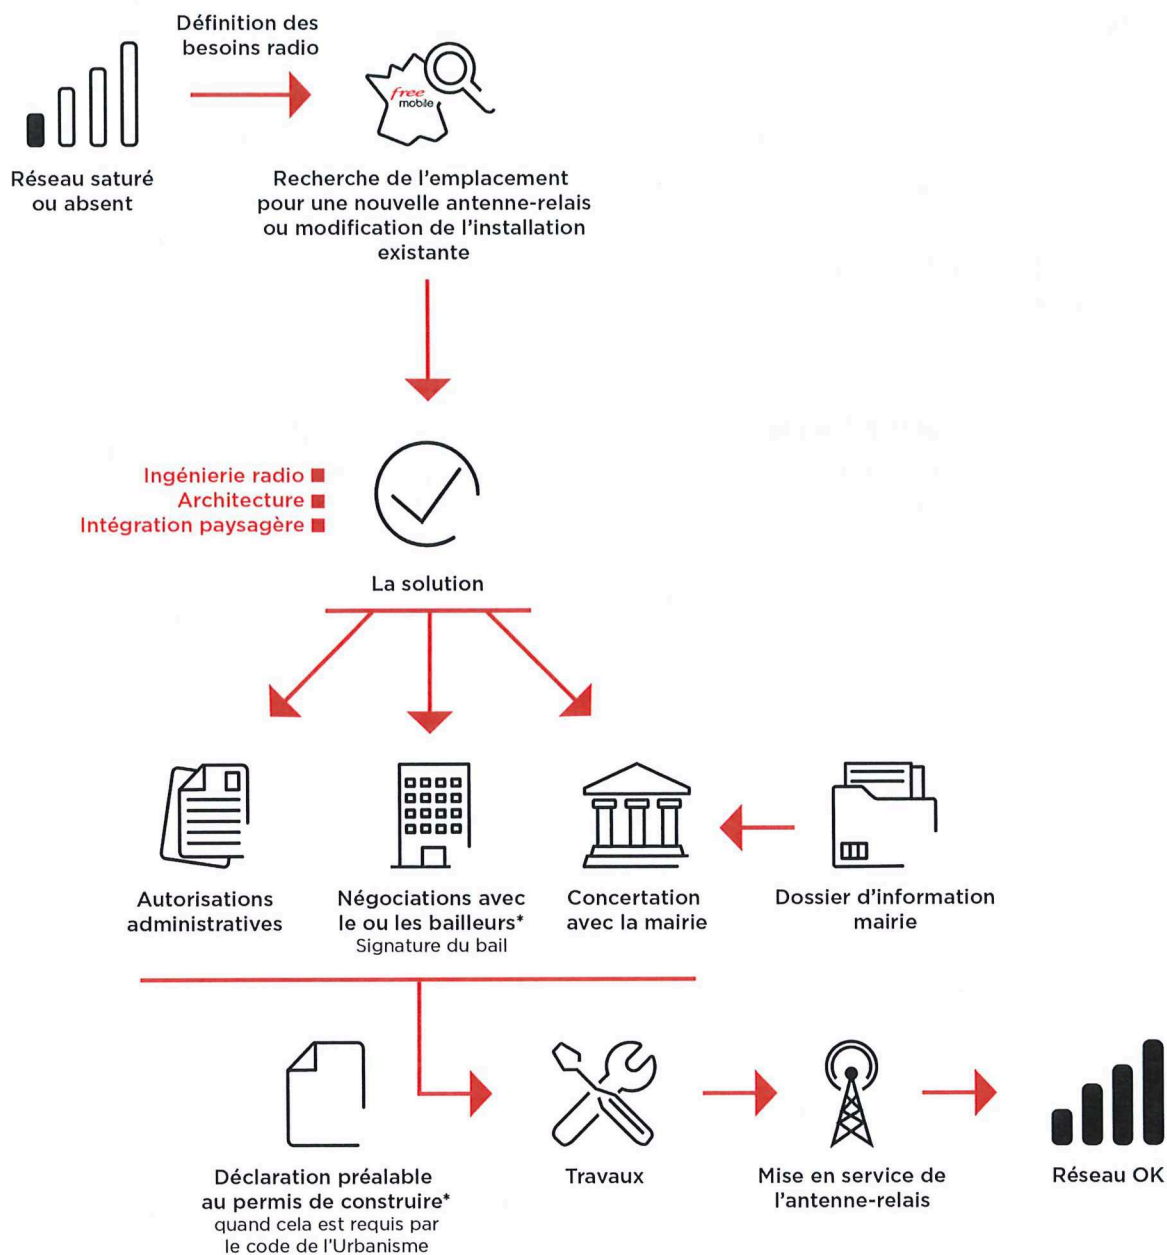 Définition des
besoins radio
free
mobile
Réseau saturé
ou absent
Recherche de l'emplacement
pour une nouvelle antenne-relais
ou modification de l'installation
existante
Ingénierie radio
Architecture
Intégration paysagère
La solution
Autorisations
administratives
Négociations avec
le ou les bailleurs*
Signature du bail
Concertation
avec la mairie
Dossier d'information
mairie
Déclaration préalable
au permis de construire*
quand cela est requis par
le code de l'Urbanisme
Travaux
Mise en service de
l'antenne-relais
Réseau OK